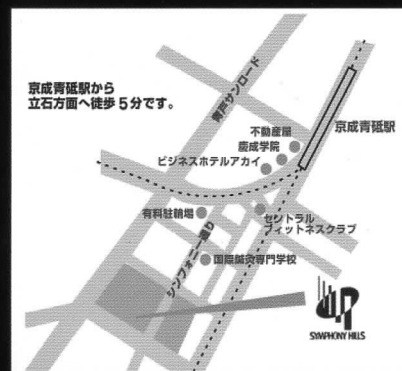 京成青砥駅から
立石方面へ徒歩5分です。
青戸サンロード
不動産屋
慶成学院
ビジネスホテルアカイ
京成青砥駅
有料駐輪場
セントラル
フィットネスクラブ
シンフォニー通り
国際鍼灸専門学校
SYMPHONY HILLS